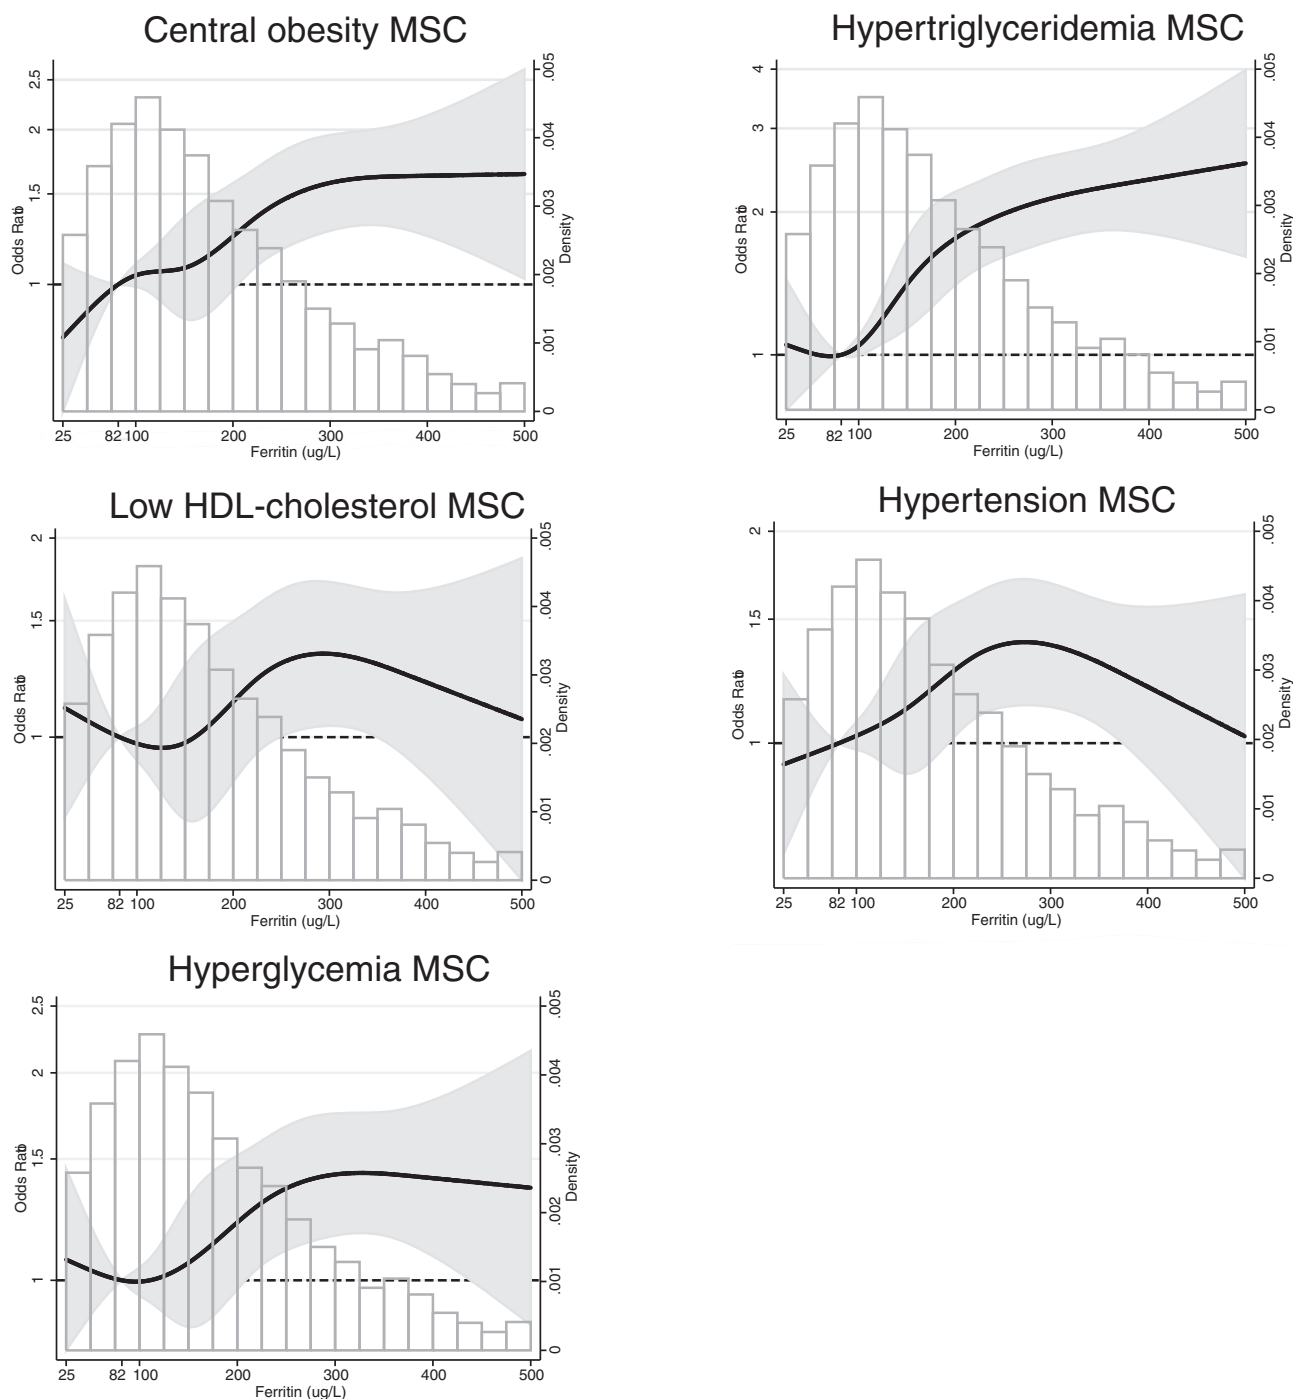 Central obesity MSC
2.5
2
1.5
1
Odds Ratio
.005
.004
.003
.002
.001
0
Density
25 82 100 200 300 400 500
Ferritin (ug/L)
Hypertriglyceridemia MSC
4
3
2
1
Odds Ratio
.005
.004
.003
.002
.001
0
Density
25 82 100 200 300 400 500
Ferritin (ug/L)
Low HDL-cholesterol MSC
2
1.5
1
Odds Ratio
.005
.004
.003
.002
.001
0
Density
25 82 100 200 300 400 500
Ferritin (ug/L)
Hypertension MSC
2
1.5
1
Odds Ratio
.005
.004
.003
.002
.001
0
Density
25 82 100 200 300 400 500
Ferritin (ug/L)
Hyperglycemia MSC
2.5
2
1.5
1
Odds Ratio
.005
.004
.003
.002
.001
0
Density
25 82 100 200 300 400 500
Ferritin (ug/L)